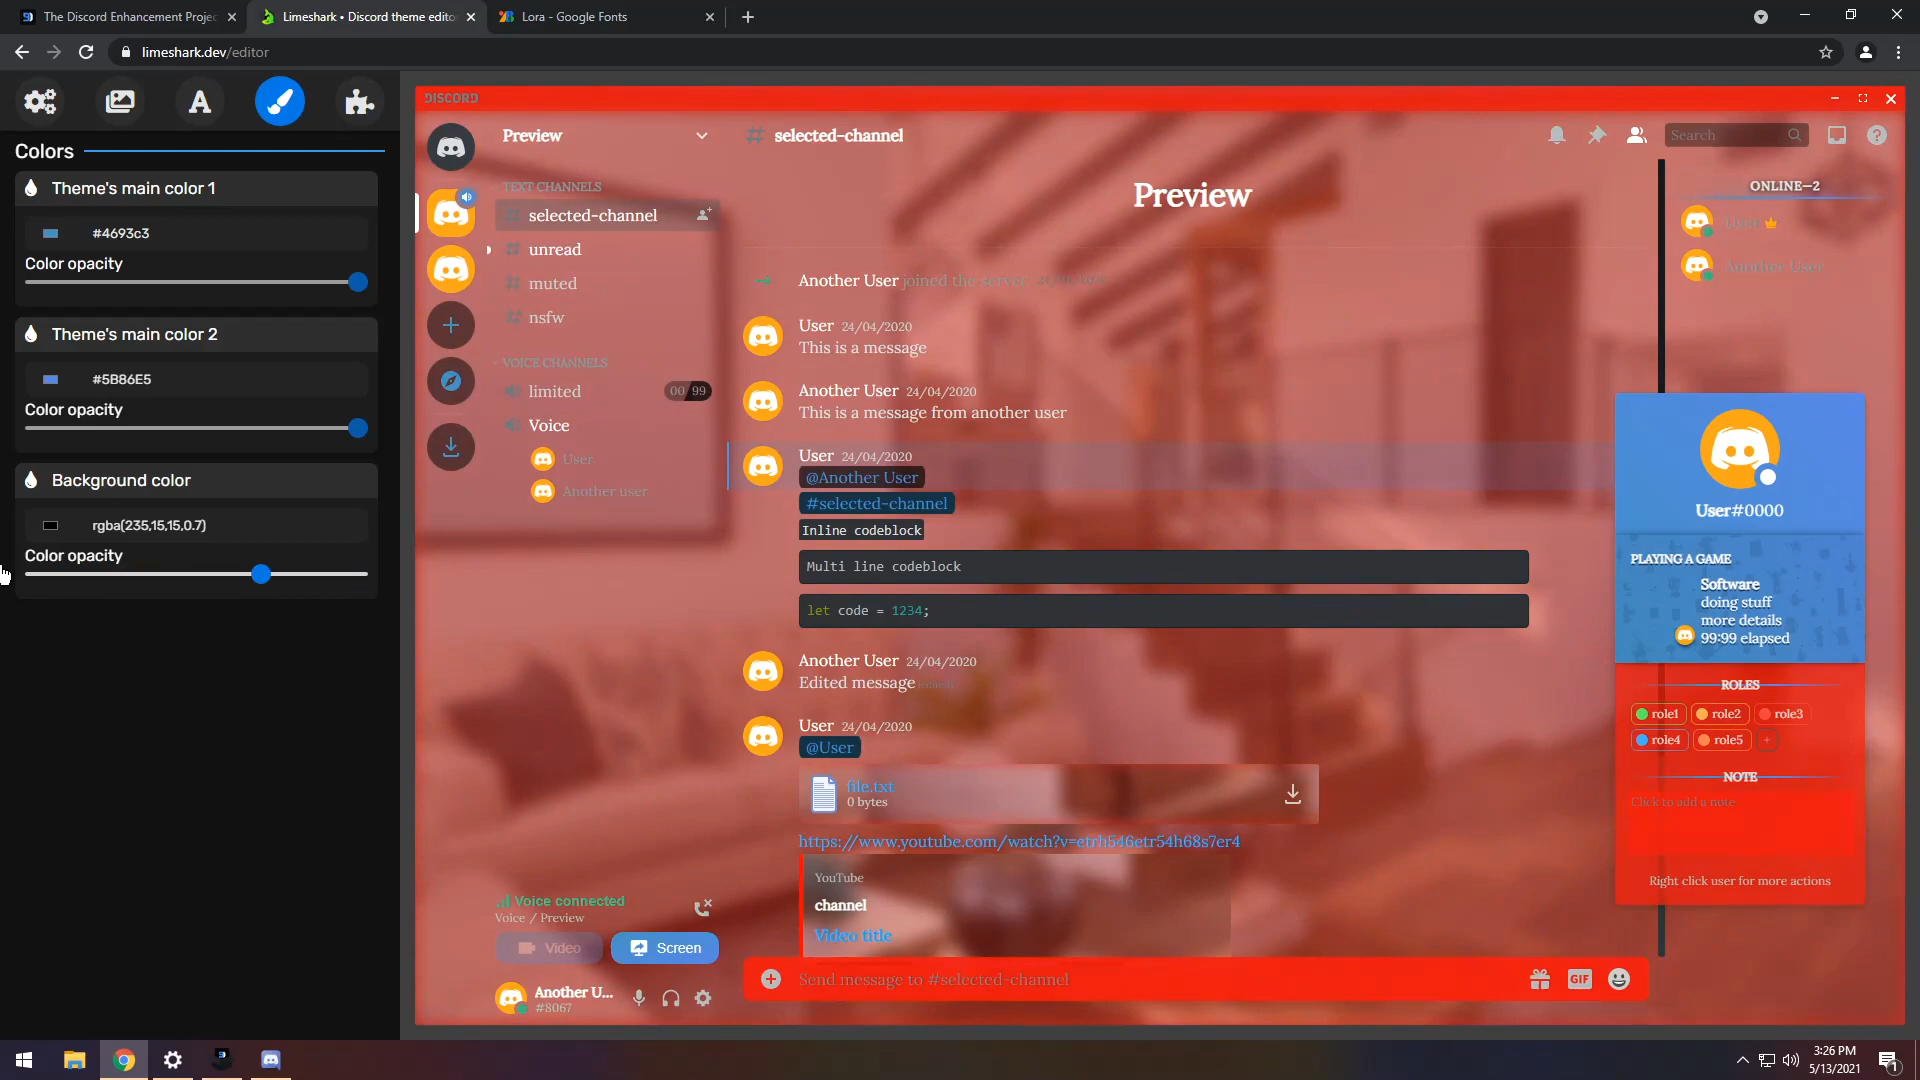 The Discord Enhancement Projec
Limeshark • Discord theme edito
Lora - Google Fonts
limeshark.dev/editor
Colors
Theme's main color 1
#4693c3
Color opacity
Theme's main color 2
#5B86E5
Color opacity
Background color
rgba(235,15,15,0.7)
Color opacity
DISCORD
Preview
selected-channel
Search
TEXT CHANNELS
selected-channel
unread
muted
nsfw
VOICE CHANNELS
limited
00 99
Voice
User
Another user
Voice connected
Voice / Preview
Video
Screen
Another U...
#8067
Preview
Another User joined the server.
User 24/04/2020
This is a message
Another User 24/04/2020
This is a message from another user
User 24/04/2020
@Another User
#selected-channel
Inline codeblock
Multi line codeblock
let code = 1234;
Another User 24/04/2020
Edited message
User 24/04/2020
@User
file.txt
0 bytes
https://www.youtube.com/watch?v=etrh546etr54h68s7er4
YouTube
channel
Video title
Send message to #selected-channel
GIF
ONLINE—2
User
Another User
User#0000
PLAYING A GAME
Software
doing stuff
more details
99:99 elapsed
ROLES
role1 role2 role3
role4 role5 +
NOTE
Click to add a note
Right click user for more actions
3:26 PM
5/13/2021
1